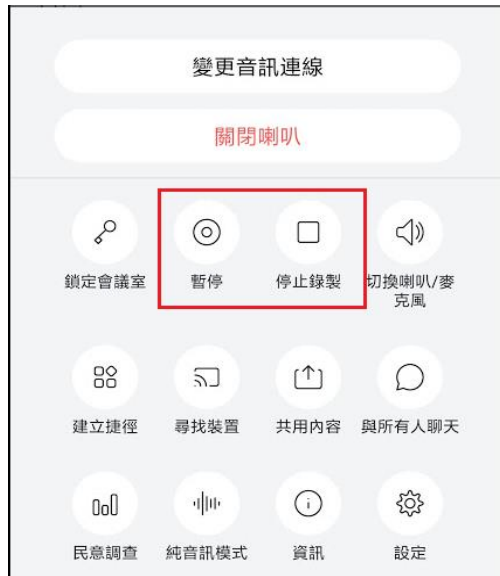 變更音訊連線
關閉喇叭
鎖定會議室
暫停
停止錄製
切換喇叭/麥
克風
建立捷徑
尋找裝置
共用內容
與所有人聊天
民意調查
純音訊模式
資訊
設定